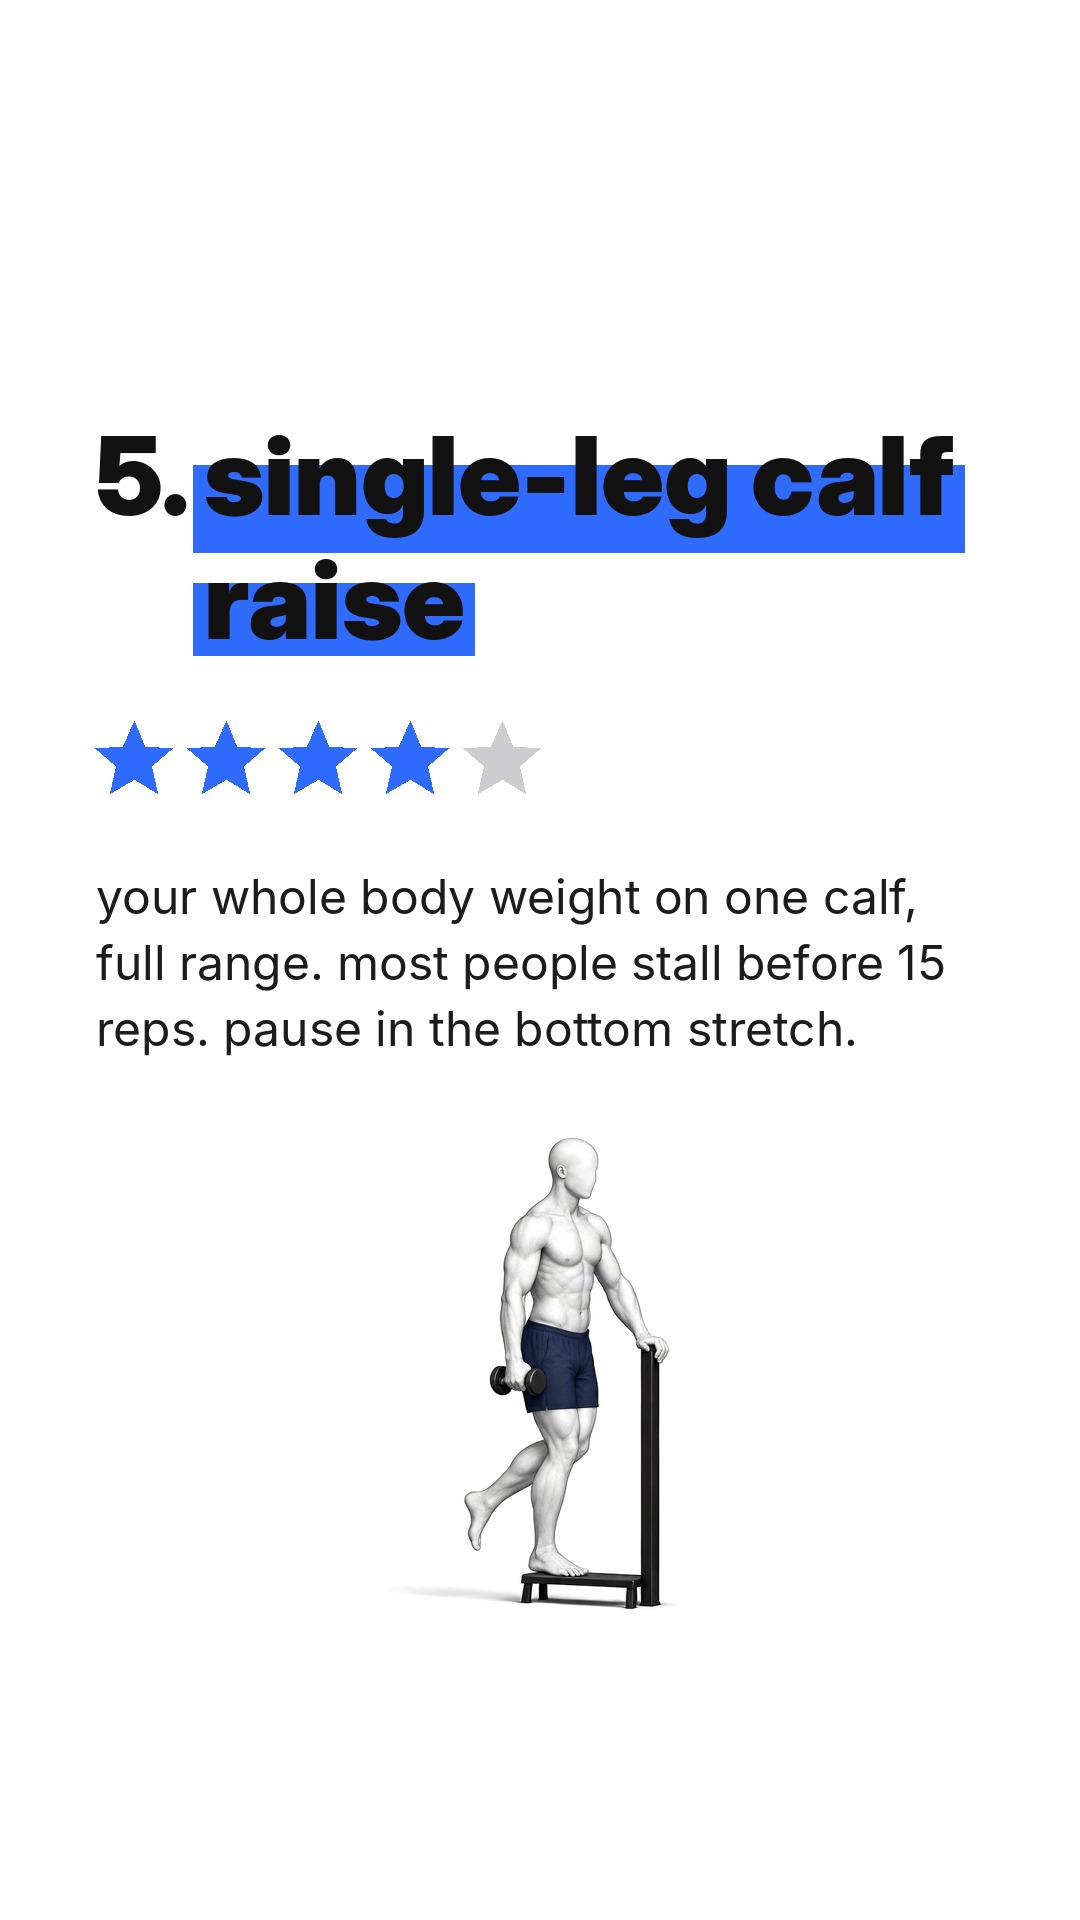 5. single-leg calf
raise
your whole body weight on one calf,
full range. most people stall before 15
reps. pause in the bottom stretch.